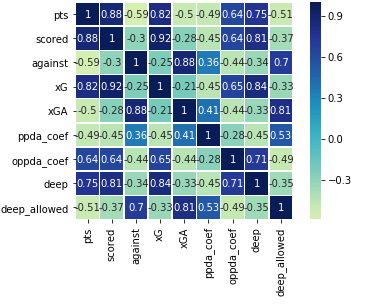 pts 1 0.88 -0.59 0.82 -0.5 -0.49 0.64 0.75 -0.51
scored 0.88 1 -0.3 0.92 -0.28 -0.45 0.64 0.81 -0.37
against -0.59 -0.3 1 -0.25 0.88 0.36 -0.44 -0.34 0.7
xG 0.82 0.92 -0.25 1 -0.21 -0.45 0.65 0.84 -0.33
xGA -0.5 -0.28 0.88 -0.21 1 0.41 -0.44 -0.33 0.81
ppda_coef -0.49 -0.45 0.36 -0.45 0.41 1 -0.28 -0.45 0.53
oppda_coef 0.64 0.64 -0.44 0.65 -0.44 -0.28 1 0.71 -0.49
deep 0.75 0.81 -0.34 0.84 -0.33 -0.45 0.71 1 -0.35
deep_allowed -0.51 -0.37 0.7 -0.33 0.81 0.53 -0.49 -0.35 1
pts scored against xG xGA ppda_coef oppda_coef deep deep_allowed
0.9
0.6
0.3
0.0
−0.3